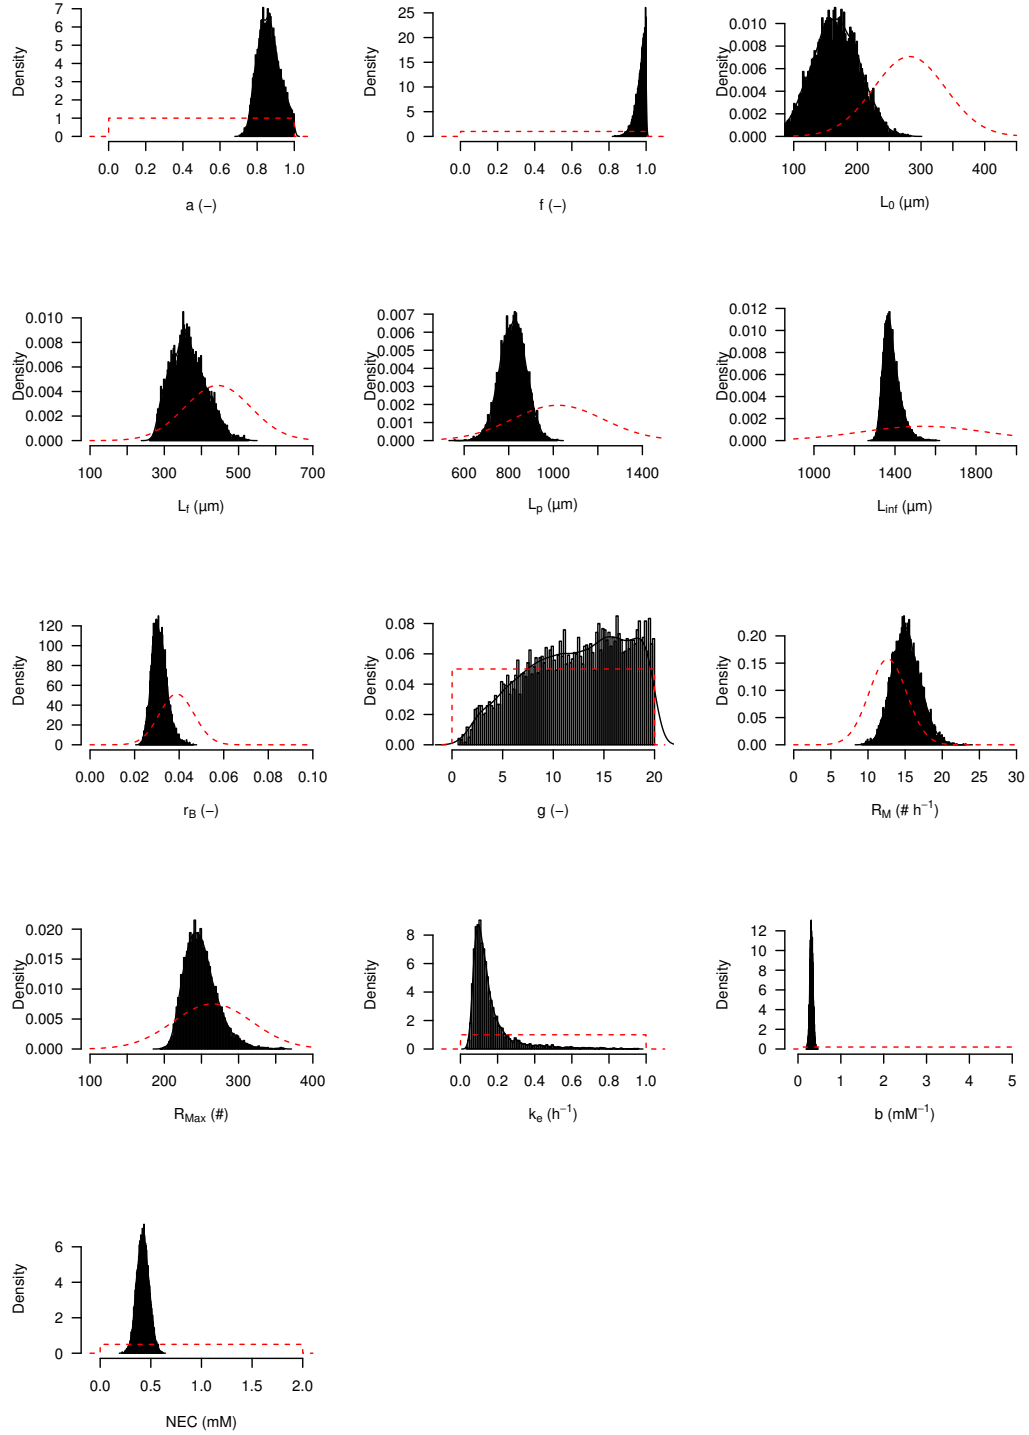 Density
7
6
5
4
3
2
1
0
0.0 0.2 0.4 0.6 0.8 1.0
a (−)
Density
25
20
15
10
5
0
0.0 0.2 0.4 0.6 0.8 1.0
f (−)
Density
0.010
0.008
0.006
0.004
0.002
0.000
100 200 300 400
L0 (µm)
Density
0.010
0.008
0.006
0.004
0.002
0.000
100 300 500 700
Lf (µm)
Density
0.007
0.006
0.005
0.004
0.003
0.002
0.001
0.000
600 800 1000 1400
Lp (µm)
Density
0.012
0.010
0.008
0.006
0.004
0.002
0.000
1000 1400 1800
Linf (µm)
Density
120
100
80
60
40
20
0
0.00 0.02 0.04 0.06 0.08 0.10
rB (−)
Density
0.08
0.06
0.04
0.02
0.00
0 5 10 15 20
g (−)
Density
0.20
0.15
0.10
0.05
0.00
0 5 10 15 20 25 30
RM (# h−1)
Density
0.020
0.015
0.010
0.005
0.000
100 200 300 400
RMax (#)
Density
8
6
4
2
0
0.0 0.2 0.4 0.6 0.8 1.0
ke (h−1)
Density
12
10
8
6
4
2
0
0 1 2 3 4 5
b (mM−1)
Density
6
4
2
0
0.0 0.5 1.0 1.5 2.0
NEC (mM)